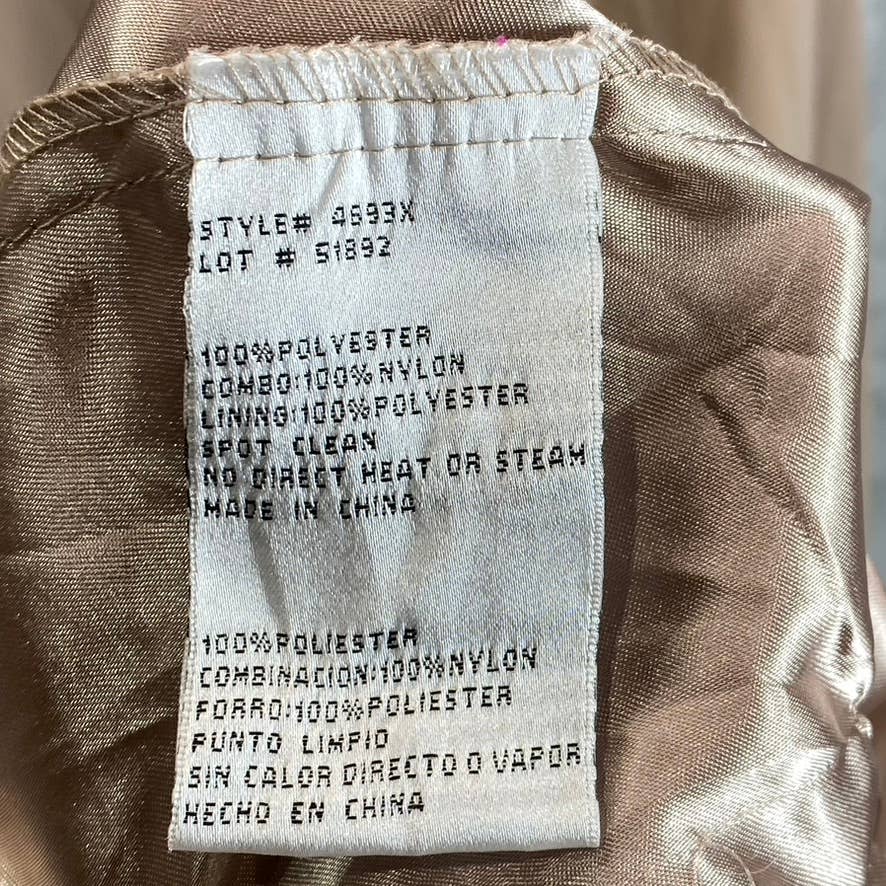 STYLE# 4693X
LOT # 51892
100%POLYESTER
COMBO:100%NYLON
LINING:100%POLYESTER
SPOT CLEAN
NO DIRECT HEAT OR STEAM
MADE IN CHINA
100%POLIESTER
COMBINACION:100%NYLON
FORRO:100%POLIESTER
PUNTO LIMPIO
SIN CALOR DIRECTO O VAPOR
HECHO EN CHINA